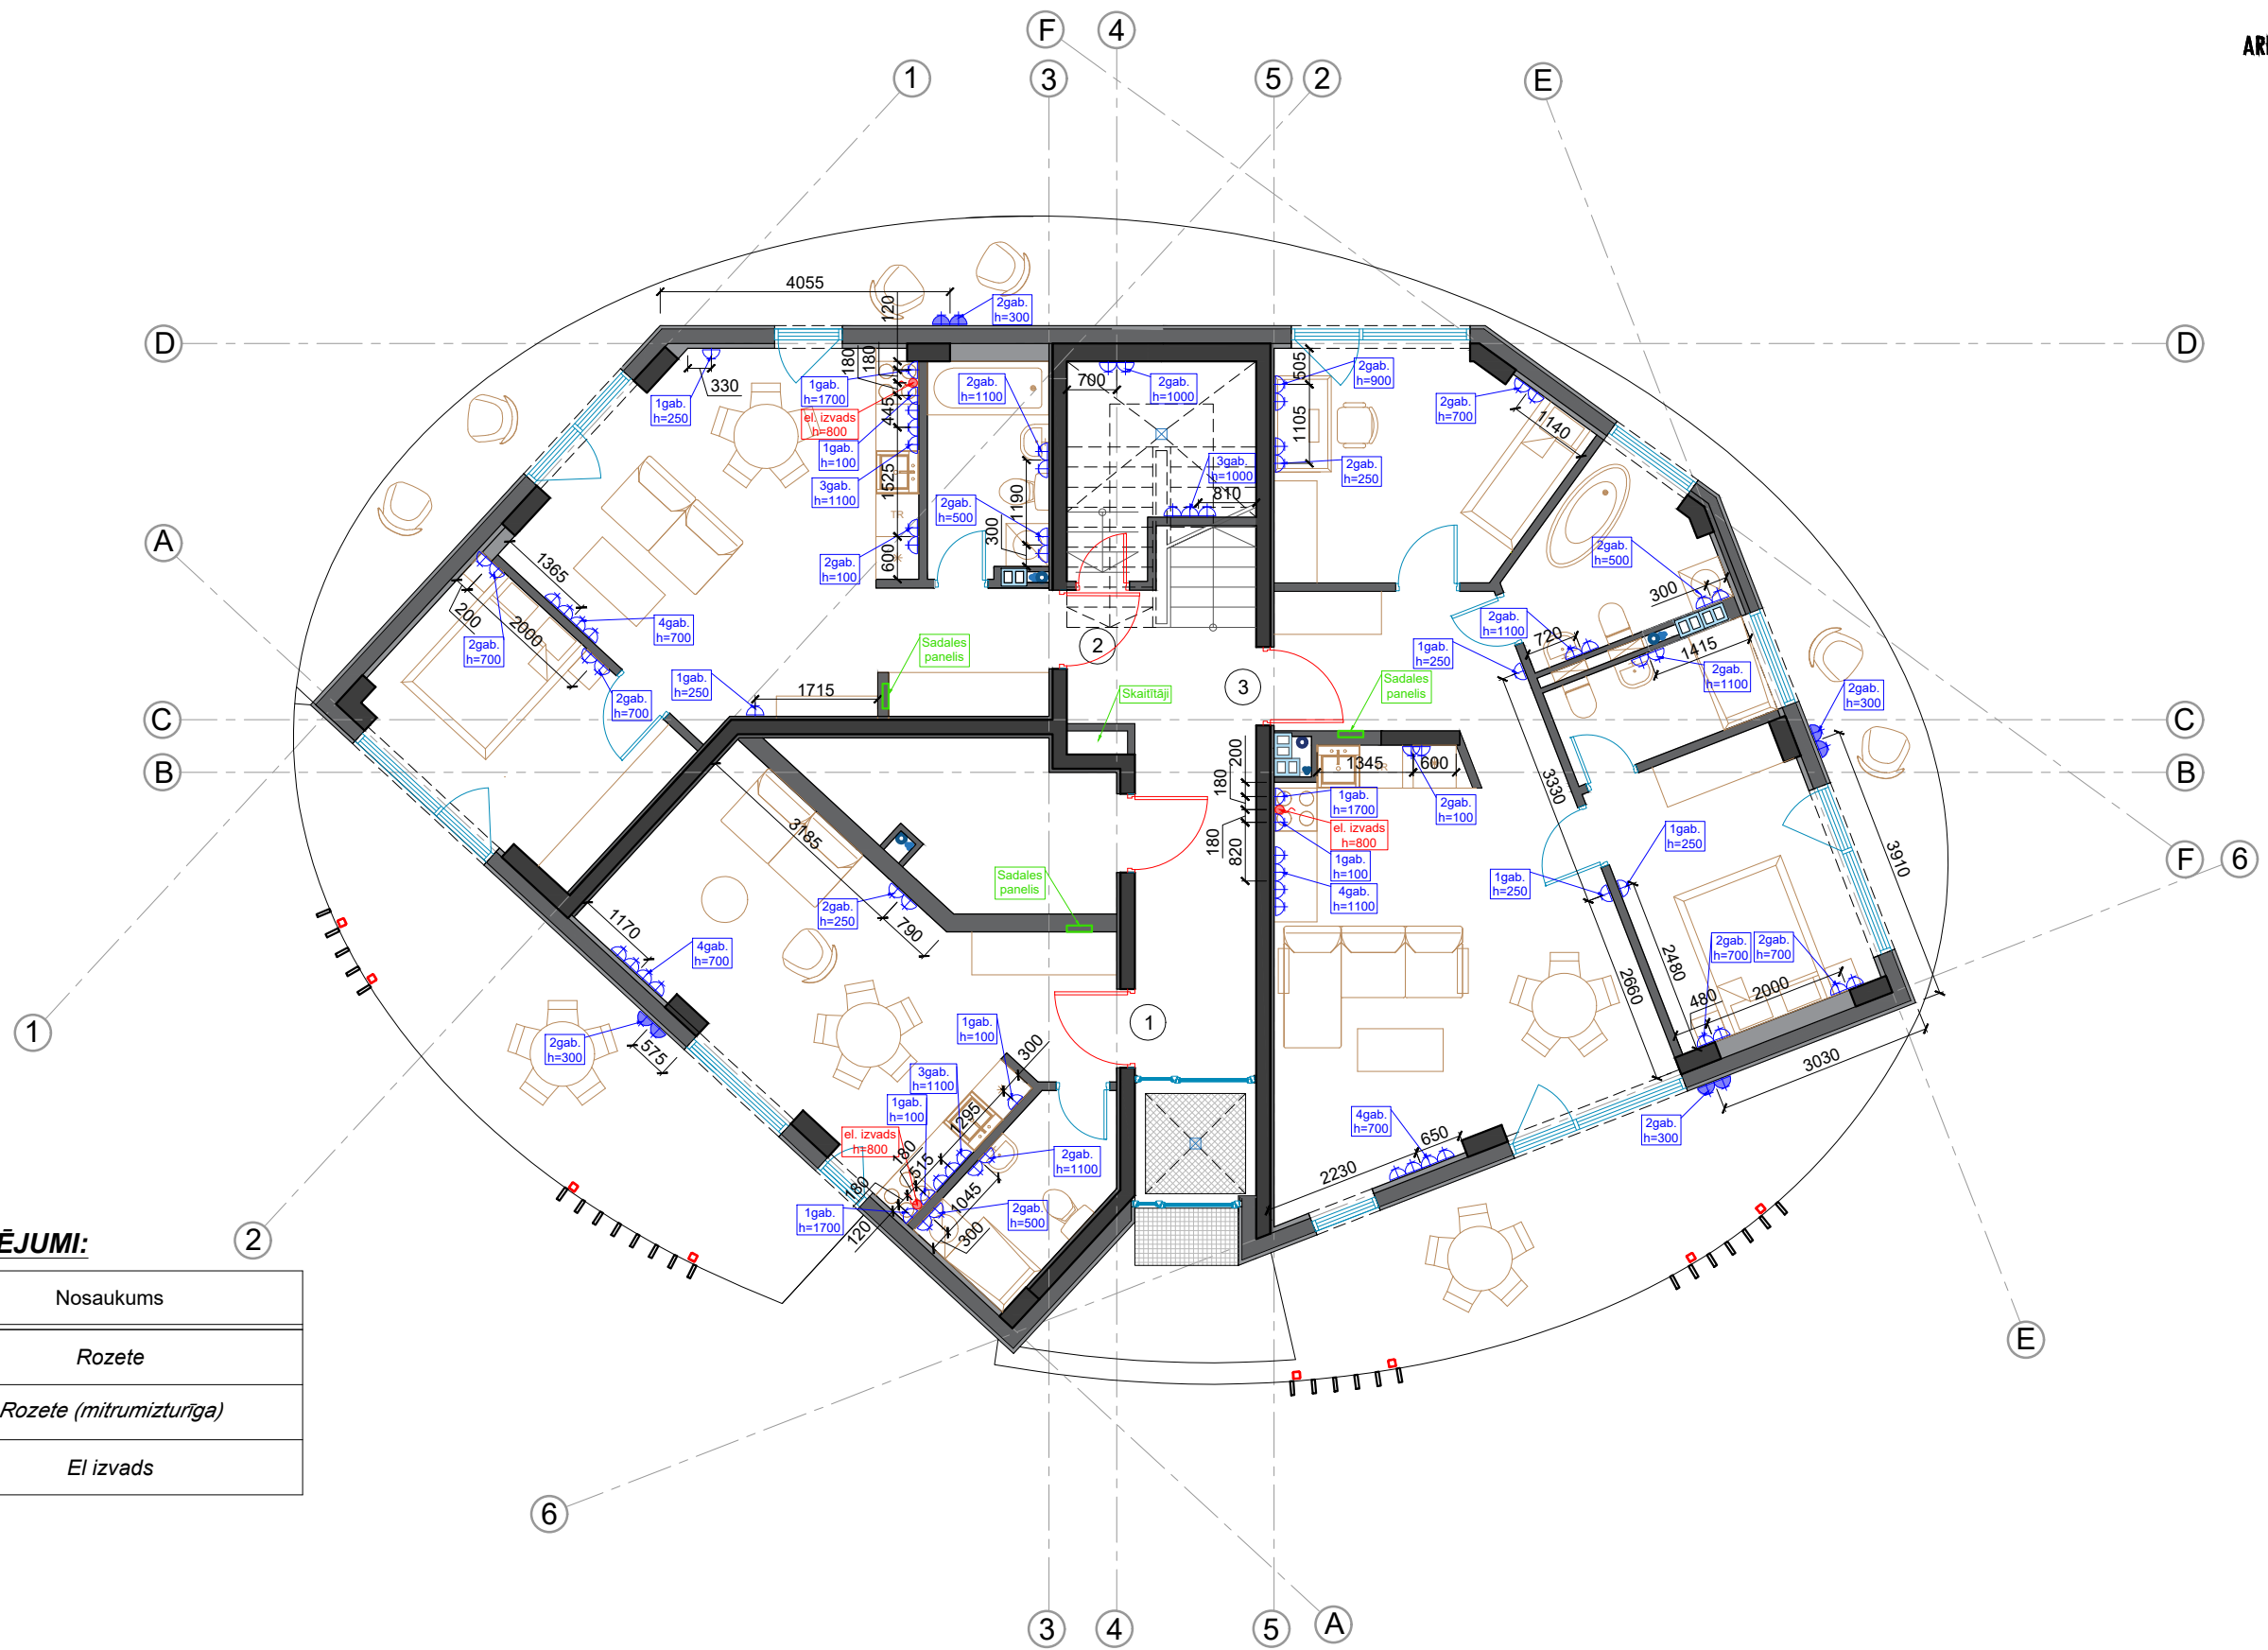 F
4
ARI
1
3
5
2
E
4055
120
2gab.
h=300
D
D
180
180
330
1gab.
h=250
1gab.
h=1700
el. izvads
h=800
445
1gab.
h=100
3gab.
h=1100
1525
TR
2gab.
h=100
600
2gab.
h=1100
2gab.
h=500
1190
300
700
2gab.
h=1000
3gab.
h=1000
810
505
2gab.
h=900
1105
2gab.
h=250
2gab.
h=700
1140
A
1365
200
2000
2gab.
h=700
4gab.
h=700
2gab.
h=700
1gab.
h=250
1715
Sadales
panelis
2
Skaitītāji
3
Sadales
panelis
2gab.
h=500
300
2gab.
h=1100
720
1gab.
h=250
1415
2gab.
h=1100
2gab.
h=300
C
C
B
B
200
180
180
820
1345
600
1gab.
h=1700
2gab.
h=100
el. izvads
h=800
1gab.
h=100
4gab.
h=1100
3330
1gab.
h=250
1gab.
h=250
3910
F
6
3185
2gab.
h=250
790
Sadales
panelis
1170
4gab.
h=700
2gab.
h=300
575
1
1
2480
2660
2gab.
h=700
2gab.
h=700
480
2000
3030
1gab.
h=100
300
3gab.
h=1100
1gab.
h=100
1295
el. izvads
h=800
180
515
180
2gab.
h=1100
1045
1gab.
h=1700
120
2gab.
h=500
300
4gab.
h=700
650
2230
2gab.
h=300
2
E
ĒJUMI:
Nosaukums
Rozete
Rozete (mitrumizturīga)
El izvads
6
3
4
5
A